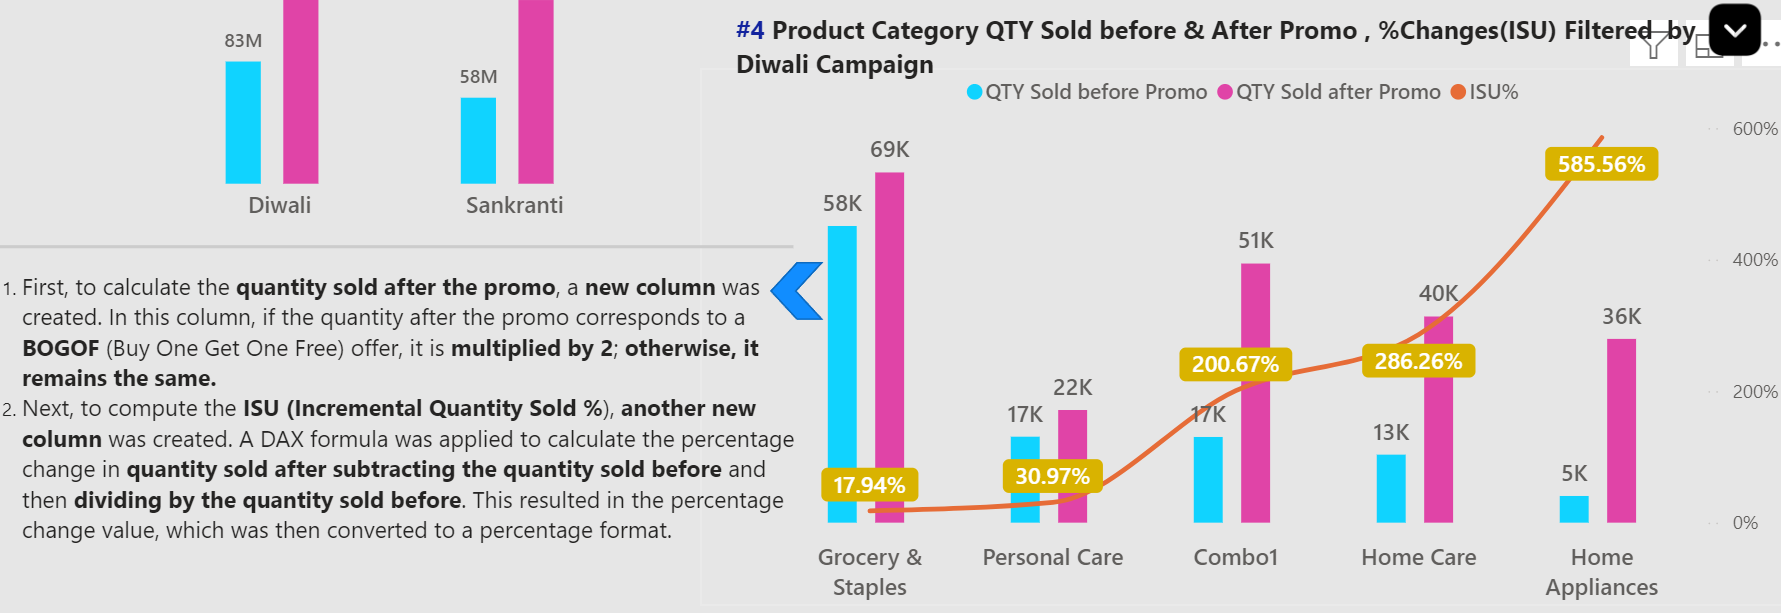 83M
58M
Diwali
Sankranti
1. First, to calculate the quantity sold after the promo, a new column was
created. In this column, if the quantity after the promo corresponds to a
BOGOF (Buy One Get One Free) offer, it is multiplied by 2; otherwise, it
remains the same.
2. Next, to compute the ISU (Incremental Quantity Sold %), another new
column was created. A DAX formula was applied to calculate the percentage
change in quantity sold after subtracting the quantity sold before and
then dividing by the quantity sold before. This resulted in the percentage
change value, which was then converted to a percentage format.
#4 Product Category QTY Sold before & After Promo , %Changes(ISU) Filtered by
Diwali Campaign
QTY Sold before Promo QTY Sold after Promo ISU%
600%
400%
200%
0%
58K
69K
17.94%
17K
22K
30.97%
17K
51K
200.67%
13K
40K
286.26%
5K
36K
585.56%
Grocery &
Staples
Personal Care
Combo1
Home Care
Home
Appliances